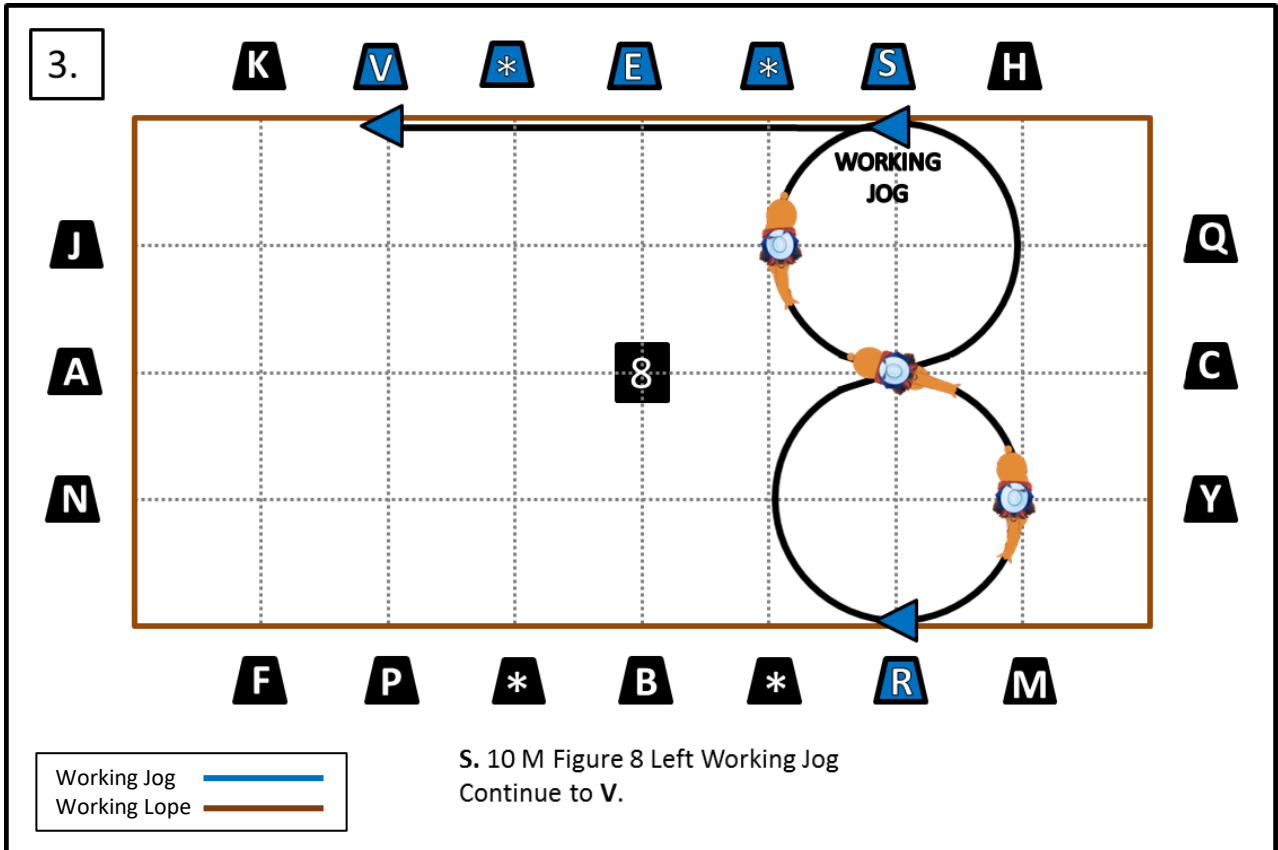 3.
K V * E * S H
WORKING
JOG
J Q
A 8 C
N Y
F P * B * R M
S. 10 M Figure 8 Left Working Jog
Continue to V.
Working Jog
Working Lope